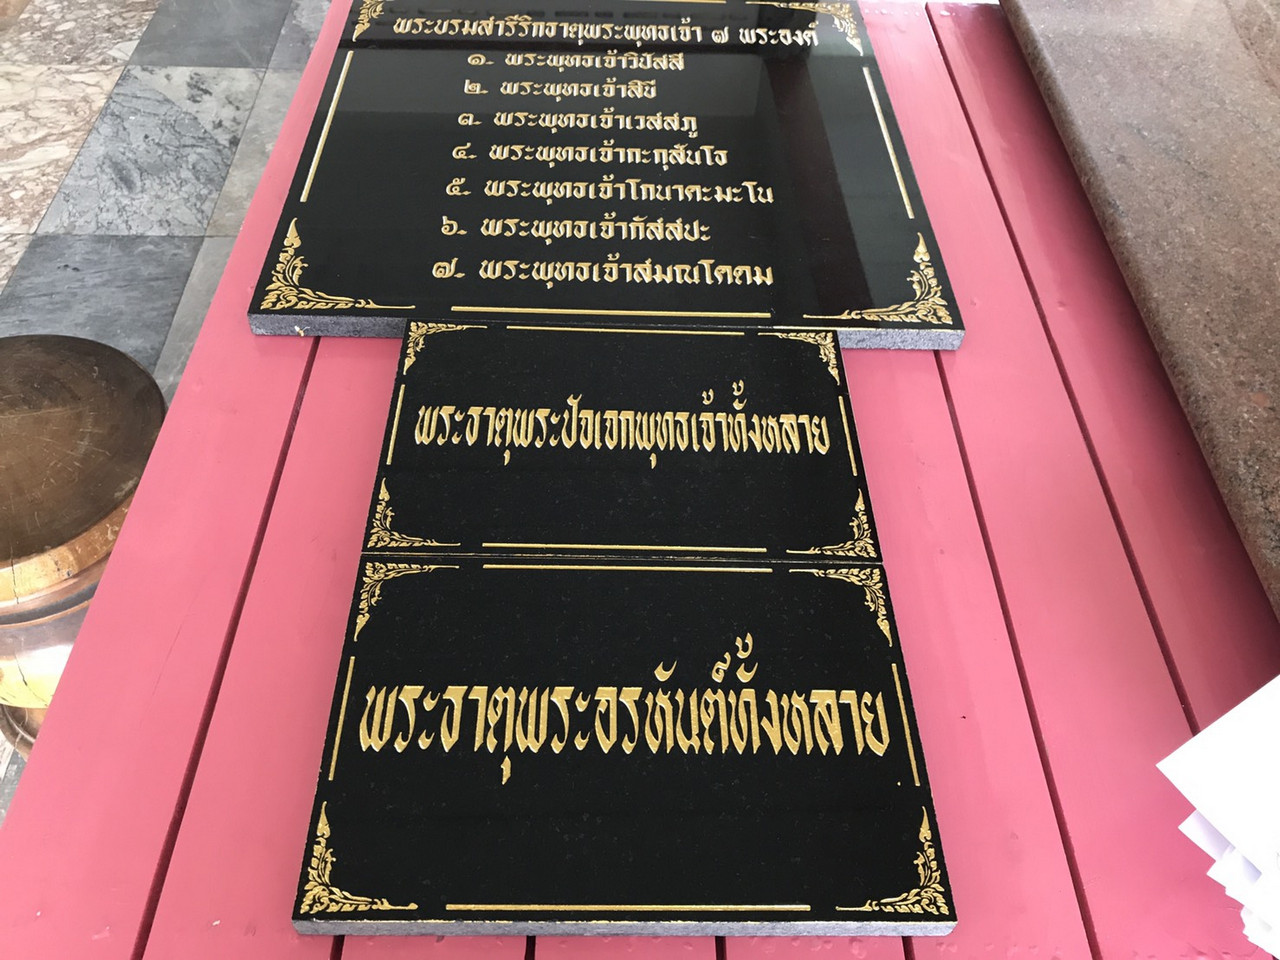 พระบรมสารีริกธาตุพระพุทธเจ้า ๗ พระองค์
๑. พระพุทธเจ้าวิปัสสี
๒. พระพุทธเจ้าสิขี
๓. พระพุทธเจ้าเวสสภู
๔. พระพุทธเจ้ากะกุสันโธ
๕. พระพุทธเจ้าโกนาคะมะโน
๖. พระพุทธเจ้ากัสสปะ
๗. พระพุทธเจ้าสมณโคดม
พระธาตุพระปัจเจกพุทธเจ้าทั้งหลาย
พระธาตุพระอรหันต์ทั้งหลาย